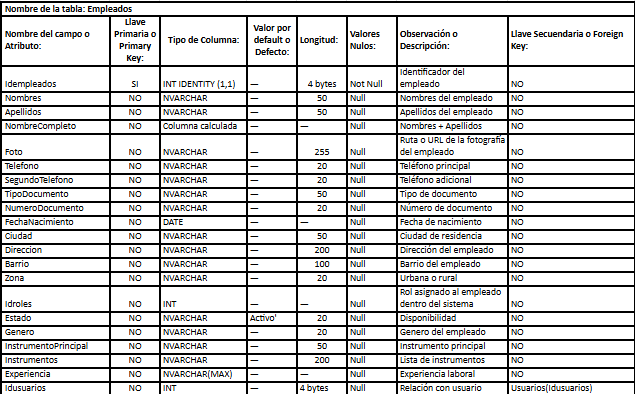 Nombre de la tabla: Empleados
Nombre del campo o Atributo: Llave Primaria o Primary Key: Tipo de Columna: Valor por default o Defecto: Longitud: Valores Nulos: Observación o Descripción: Llave Secuendaria o Foreign Key:
Idempleados SI INT IDENTITY (1,1) — 4 bytes Not Null Identificador del empleado NO
Nombres NO NVARCHAR — 50 Null Nombres del empleado NO
Apellidos NO NVARCHAR — 50 Null Apellidos del empleado NO
NombreCompleto NO Columna calculada — — Null Nombres + Apellidos NO
Foto NO NVARCHAR — 255 Null Ruta o URL de la fotografía del empleado NO
Telefono NO NVARCHAR — 20 Null Teléfono principal NO
SegundoTelefono NO NVARCHAR — 20 Null Teléfono adicional NO
TipoDocumento NO NVARCHAR — 50 Null Tipo de documento NO
NumeroDocumento NO NVARCHAR — 20 Null Número de documento NO
FechaNacimiento NO DATE — — Null Fecha de nacimiento NO
Ciudad NO NVARCHAR — 50 Null Ciudad de residencia NO
Direccion NO NVARCHAR — 200 Null Dirección del empleado NO
Barrio NO NVARCHAR — 100 Null Barrio del empleado NO
Zona NO NVARCHAR — 20 Null Urbana o rural NO
Idroles NO INT — — Null Rol asignado al empleado dentro del sistema NO
Estado NO NVARCHAR Activo' 20 Null Disponibilidad NO
Genero NO NVARCHAR — 20 Null Genero del empleado NO
InstrumentoPrincipal NO NVARCHAR — 50 Null Instrumento principal NO
Instrumentos NO NVARCHAR — 200 Null Lista de instrumentos NO
Experiencia NO NVARCHAR(MAX) — — Null Experiencia laboral NO
Idusuarios NO INT — 4 bytes Null Relación con usuario Usuarios(Idusuarios)